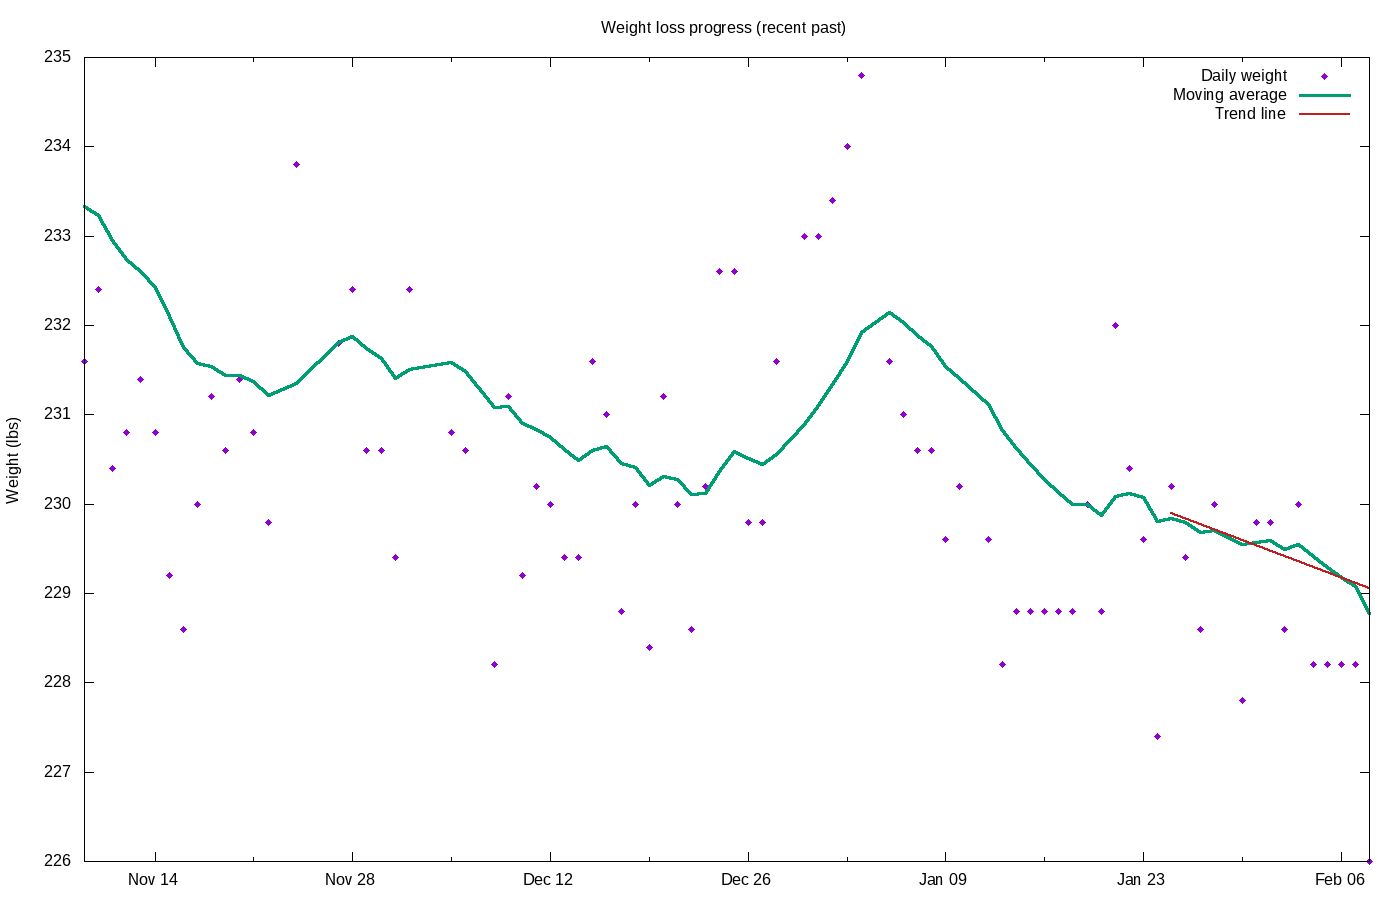 Weight loss progress (recent past)
Daily weight
Moving average
Trend line
Weight (lbs)
235
234
233
232
231
230
229
228
227
226
Nov 14 Nov 28 Dec 12 Dec 26 Jan 09 Jan 23 Feb 06